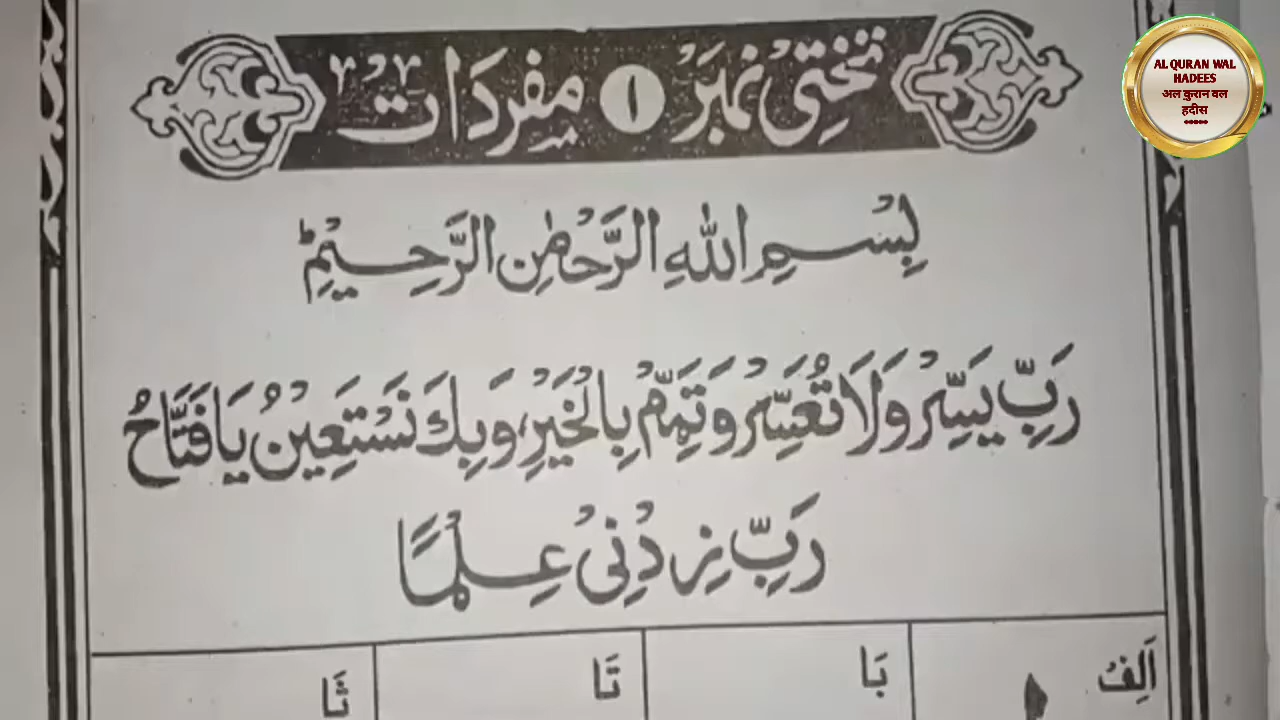 تختی نمبر ۱ مفردات
AL QURAN WAL
HADEES
अल कुरान वल
हदीस
بِسْمِ اللّٰهِ الرَّحْمٰنِ الرَّحِيْمِ ط
رَبِّ يَسِّرْ وَلَا تُعَسِّرْ وَتَمِّمْ بِالْخَيْرِ، وَبِكَ نَسْتَعِيْنُ يَا فَتَّاحُ
رَبِّ زِدْنِىْ عِلْمًا
اَلِفْ بَا تَا ثَا